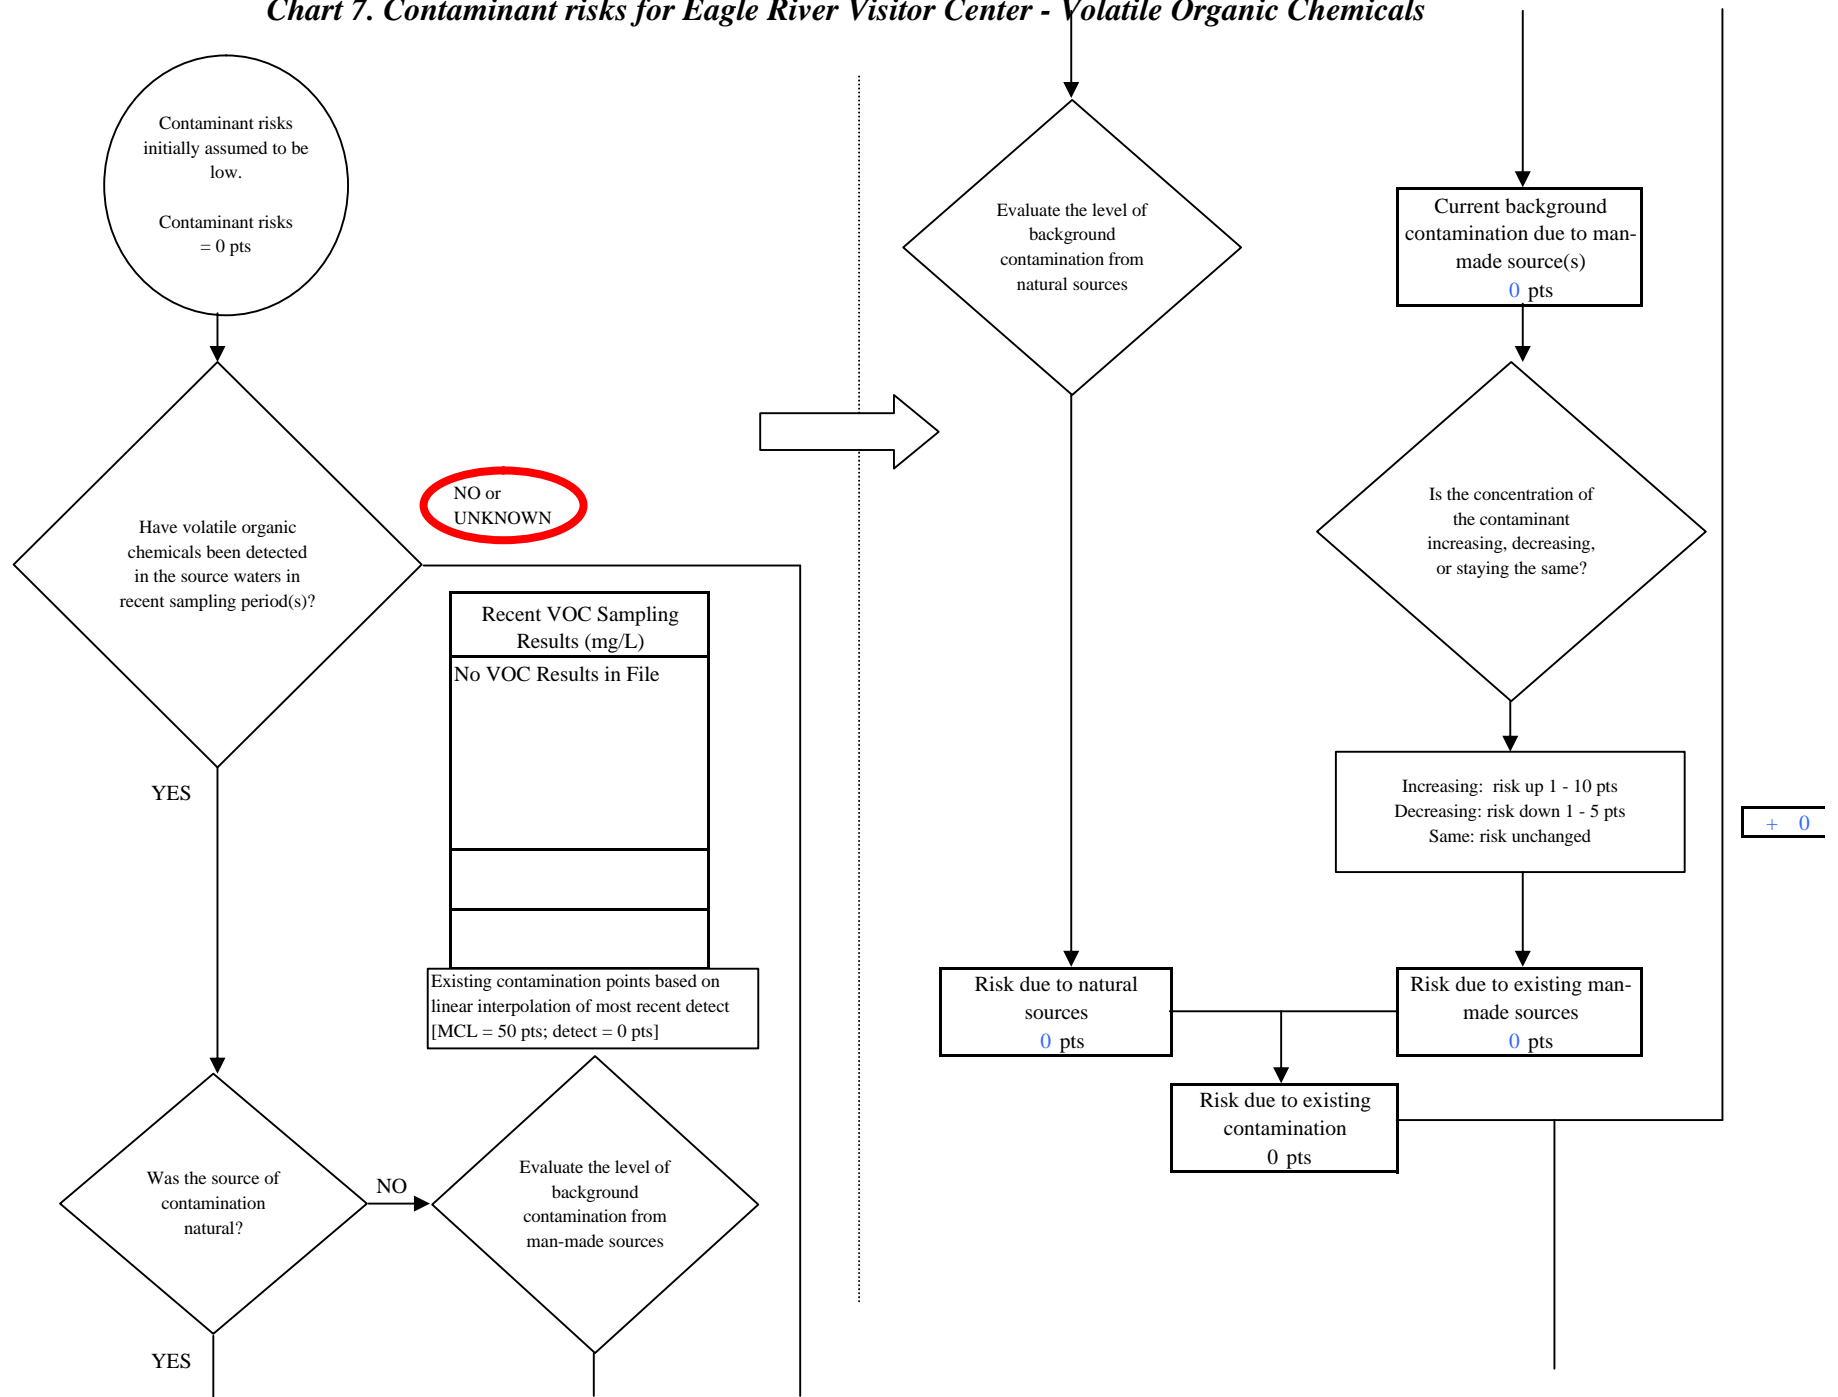 Chart 7. Contaminant risks for Eagle River Visitor Center - Volatile Organic Chemicals
Contaminant risks
initially assumed to be
low.
Contaminant risks
= 0 pts
Have volatile organic
chemicals been detected
in the source waters in
recent sampling period(s)?
NO or
UNKNOWN
YES
Recent VOC Sampling
Results (mg/L)
No VOC Results in File
Existing contamination points based on
linear interpolation of most recent detect
[MCL = 50 pts; detect = 0 pts]
Was the source of
contamination
natural?
NO
YES
Evaluate the level of
background
contamination from
man-made sources
Evaluate the level of
background
contamination from
natural sources
Current background
contamination due to man-
made source(s)
0 pts
Is the concentration of
the contaminant
increasing, decreasing,
or staying the same?
Increasing: risk up 1 - 10 pts
Decreasing: risk down 1 - 5 pts
Same: risk unchanged
+ 0
Risk due to natural
sources
0 pts
Risk due to existing man-
made sources
0 pts
Risk due to existing
contamination
0 pts